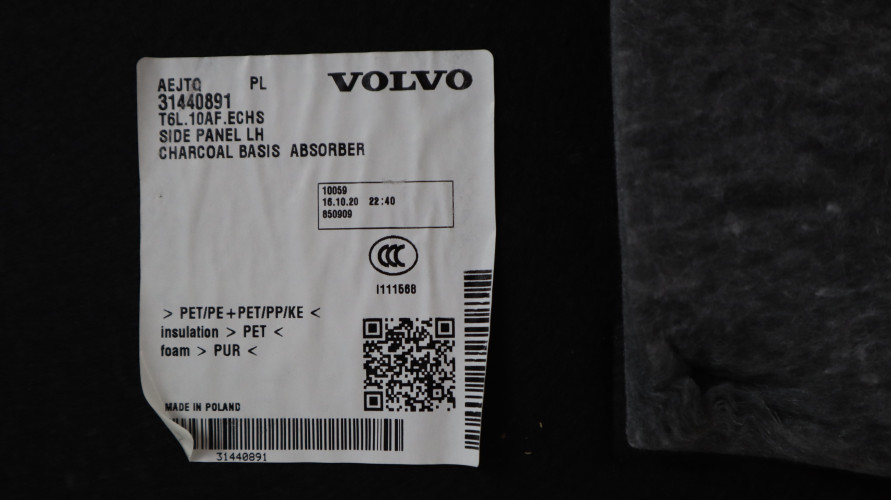 AEJTQ PL VOLVO
31440891
T6L.10AF.ECHS
SIDE PANEL LH
CHARCOAL BASIS ABSORBER
10059
16.10.20 22:40
850909
CCC
I111568
> PET/PE+PET/PP/KE <
insulation > PET <
foam > PUR <
MADE IN POLAND
31440891